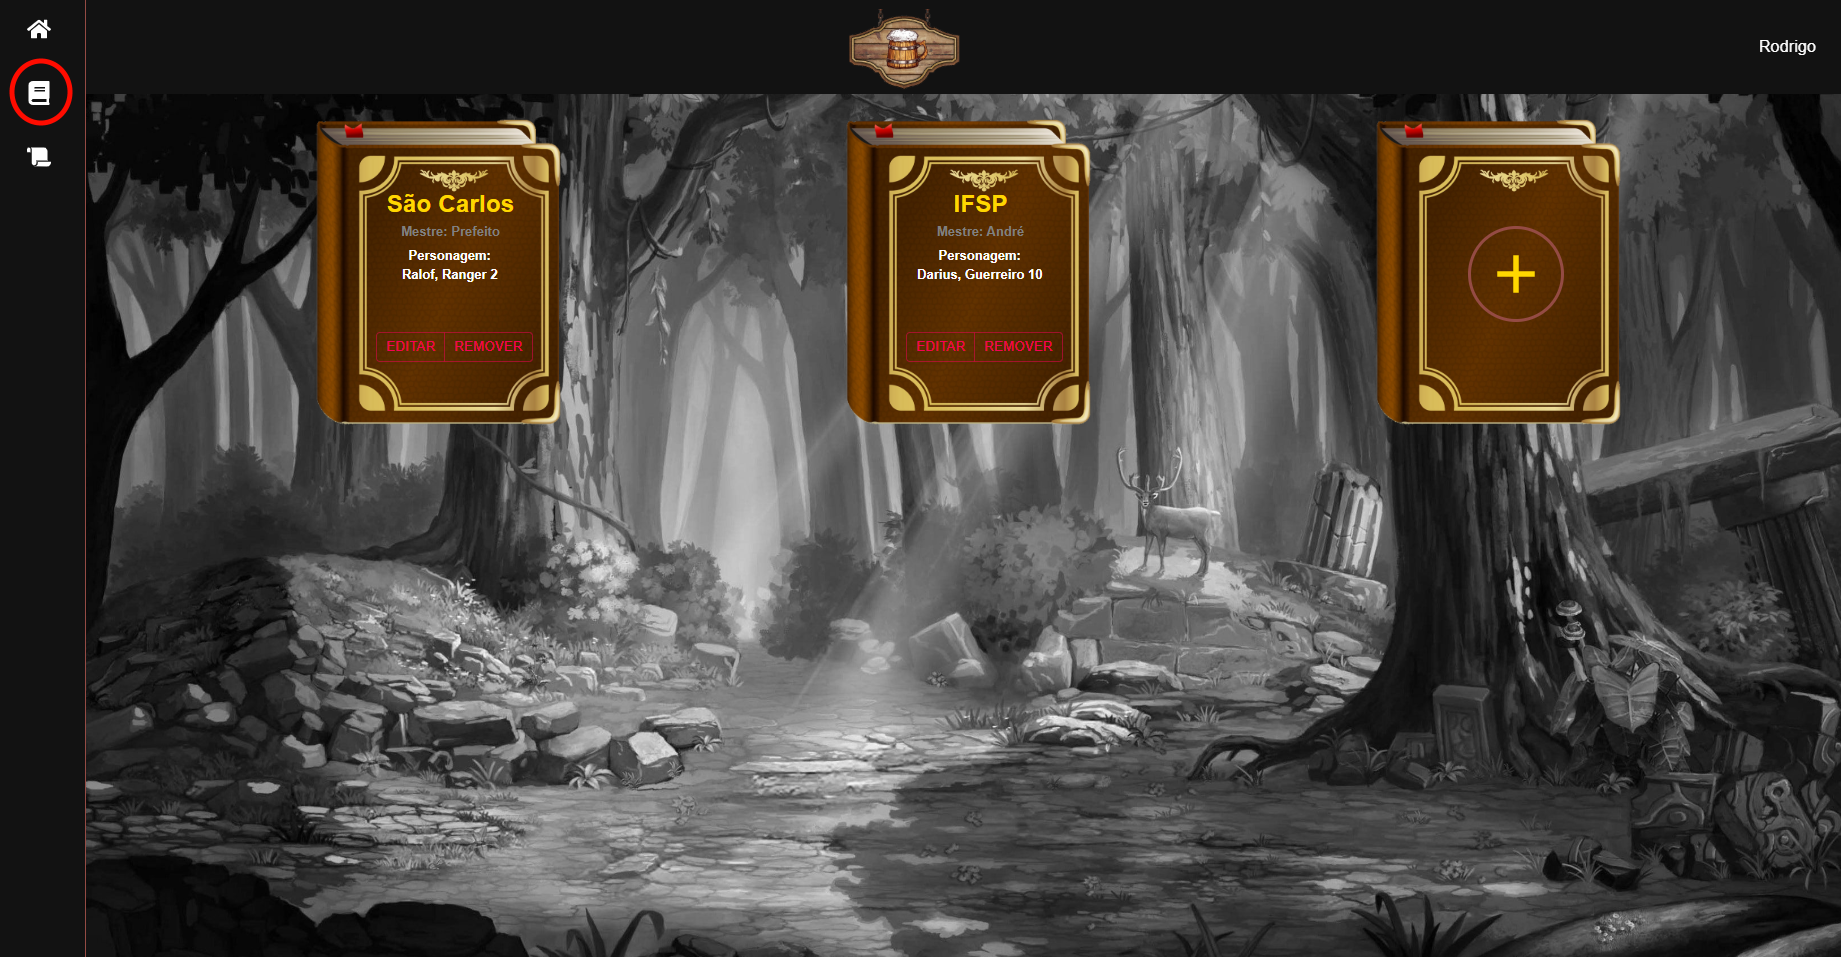 Rodrigo
São Carlos
Mestre: Prefeito
Personagem:
Ralof, Ranger 2
EDITAR REMOVER
IFSP
Mestre: André
Personagem:
Darius, Guerreiro 10
EDITAR REMOVER